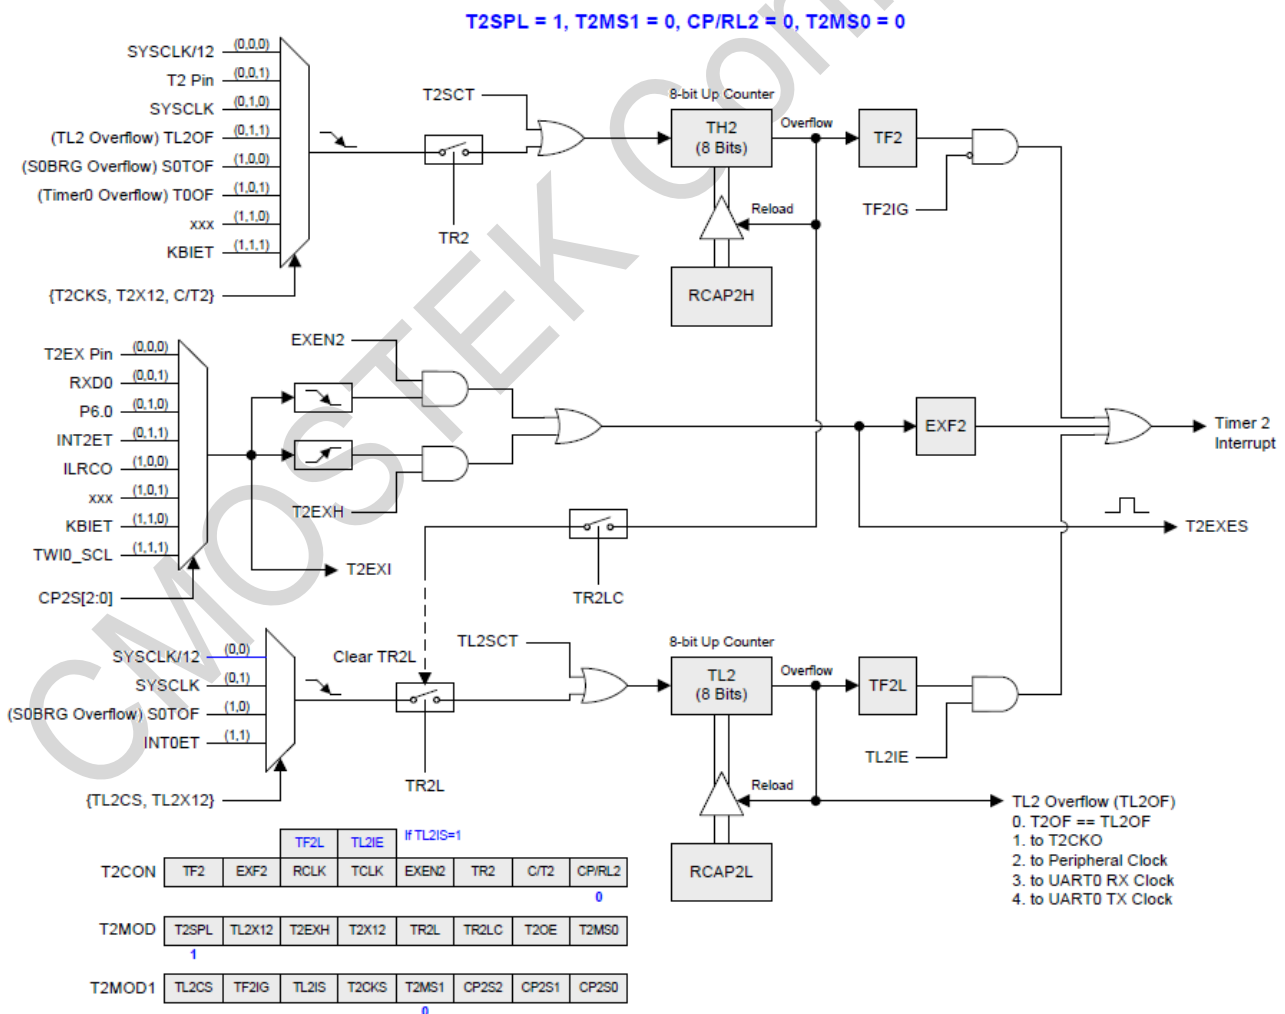 T2SPL = 1, T2MS1 = 0, CP/RL2 = 0, T2MS0 = 0
SYSCLK/12 (0,0,0)
T2 Pin (0,0,1)
SYSCLK (0,1,0)
(TL2 Overflow) TL2OF (0,1,1)
(S0BRG Overflow) S0TOF (1,0,0)
(Timer0 Overflow) T0OF (1,0,1)
xxx (1,1,0)
KBIET (1,1,1)
{T2CKS, T2X12, C/T2}
TR2
T2SCT
8-bit Up Counter
TH2
(8 Bits)
Overflow
TF2
TF2IG
Reload
RCAP2H
T2EX Pin (0,0,0)
RXD0 (0,0,1)
P6.0 (0,1,0)
INT2ET (0,1,1)
ILRCO (1,0,0)
xxx (1,0,1)
KBIET (1,1,0)
TWI0_SCL (1,1,1)
CP2S[2:0]
EXEN2
T2EXH
T2EXI
EXF2
Timer 2
Interrupt
T2EXES
TR2LC
SYSCLK/12 (0,0)
SYSCLK (0,1)
(S0BRG Overflow) S0TOF (1,0)
INT0ET (1,1)
{TL2CS, TL2X12}
Clear TR2L
TR2L
TL2SCT
8-bit Up Counter
TL2
(8 Bits)
Overflow
TF2L
TL2IE
Reload
RCAP2L
TL2 Overflow (TL2OF)
0. T2OF == TL2OF
1. to T2CKO
2. to Peripheral Clock
3. to UART0 RX Clock
4. to UART0 TX Clock
TF2L TL2IE If TL2IS=1
T2CON TF2 EXF2 RCLK TCLK EXEN2 TR2 C/T2 CP/RL2
0
T2MOD T2SPL TL2X12 T2EXH T2X12 TR2L TR2LC T2OE T2MS0
1
T2MOD1 TL2CS TF2IG TL2IS T2CKS T2MS1 CP2S2 CP2S1 CP2S0
0
CMOSTEK Con